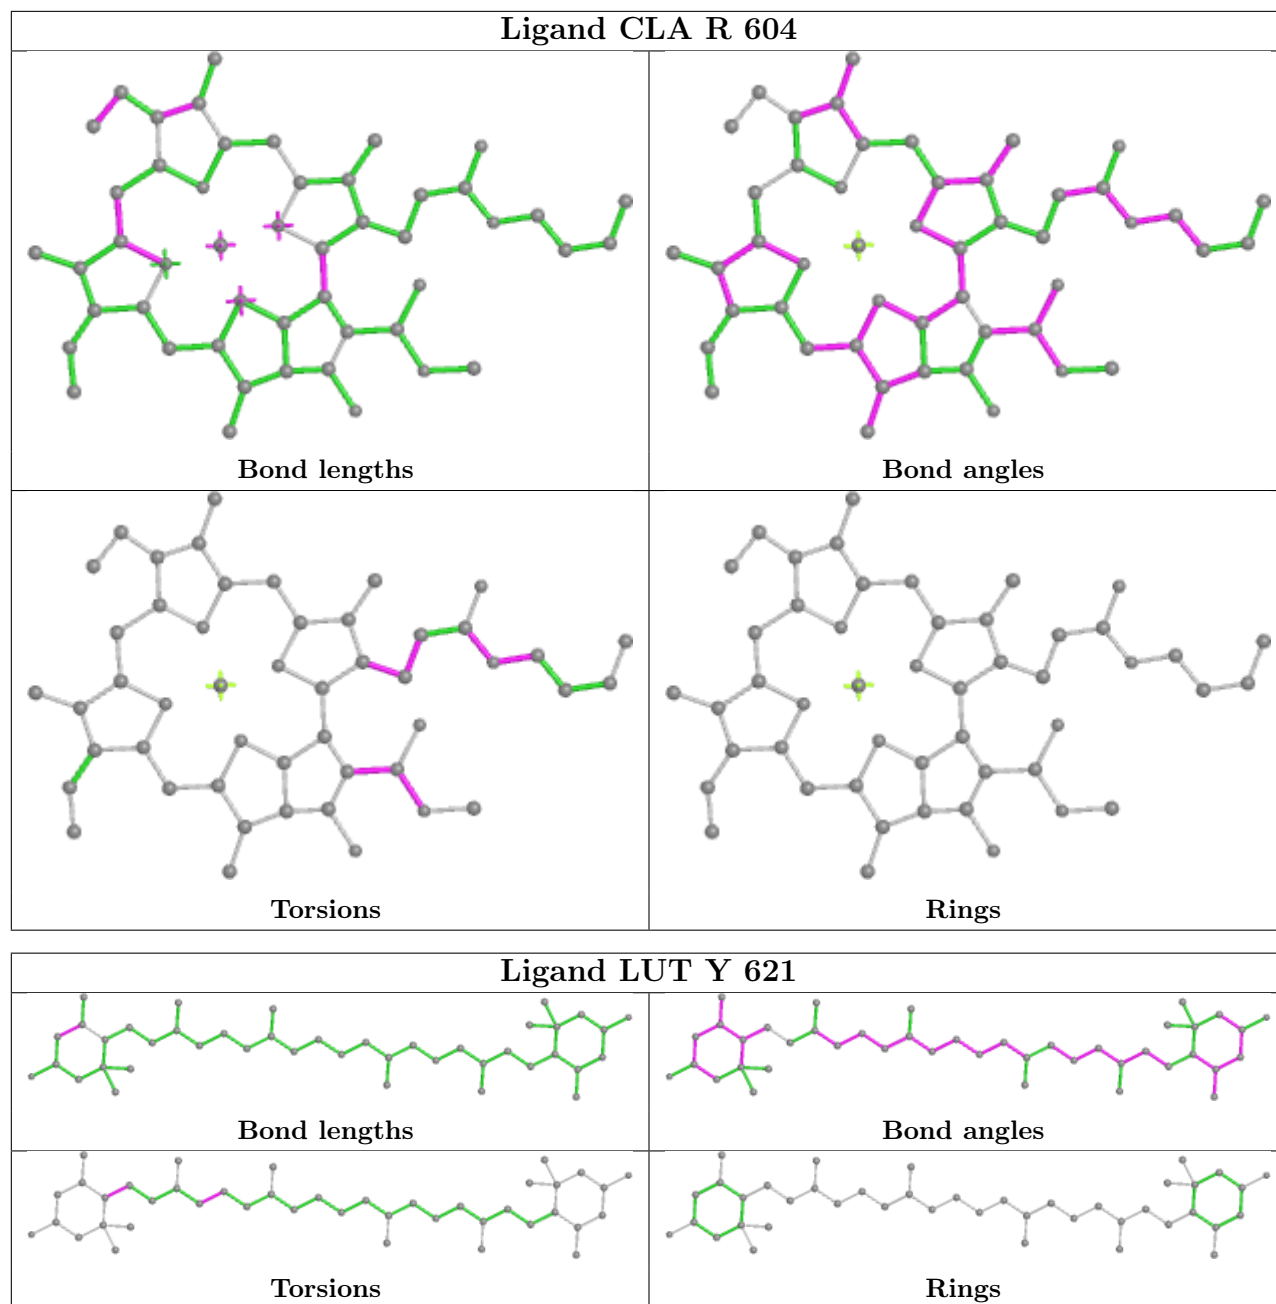 Ligand CLA R 604
Bond lengths
Bond angles
Torsions
Rings
Ligand LUT Y 621
Bond lengths
Bond angles
Torsions
Rings